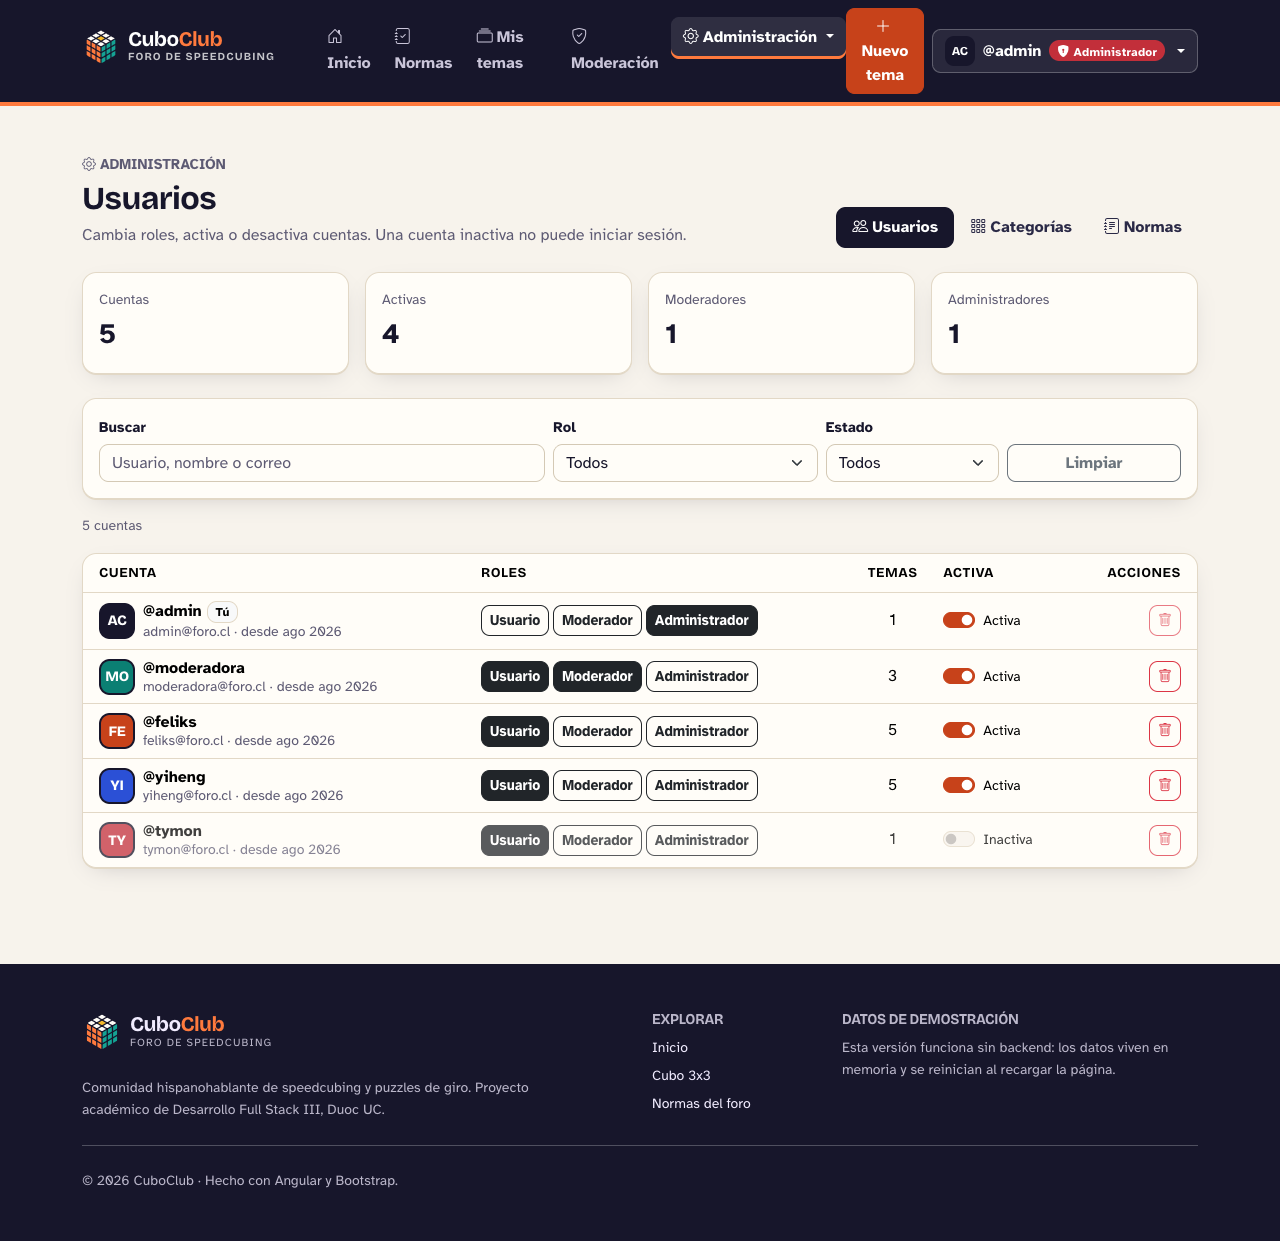 CuboClub
FORO DE SPEEDCUBING
Inicio
Normas
Mis temas
Moderación
Administración
Nuevo tema
AC @admin Administrador
ADMINISTRACIÓN
Usuarios
Cambia roles, activa o desactiva cuentas. Una cuenta inactiva no puede iniciar sesión.
Usuarios Categorías Normas
Cuentas
5
Activas
4
Moderadores
1
Administradores
1
Buscar Rol Estado
Usuario, nombre o correo Todos Todos Limpiar
5 cuentas
CUENTA ROLES TEMAS ACTIVA ACCIONES
AC @admin Tú
admin@foro.cl · desde ago 2026
Usuario Moderador Administrador 1 Activa
MO @moderadora
moderadora@foro.cl · desde ago 2026
Usuario Moderador Administrador 3 Activa
FE @feliks
feliks@foro.cl · desde ago 2026
Usuario Moderador Administrador 5 Activa
YI @yiheng
yiheng@foro.cl · desde ago 2026
Usuario Moderador Administrador 5 Activa
TY @tymon
tymon@foro.cl · desde ago 2026
Usuario Moderador Administrador 1 Inactiva
CuboClub
FORO DE SPEEDCUBING
Comunidad hispanohablante de speedcubing y puzzles de giro. Proyecto
académico de Desarrollo Full Stack III, Duoc UC.
EXPLORAR
Inicio
Cubo 3x3
Normas del foro
DATOS DE DEMOSTRACIÓN
Esta versión funciona sin backend: los datos viven en
memoria y se reinician al recargar la página.
© 2026 CuboClub · Hecho con Angular y Bootstrap.